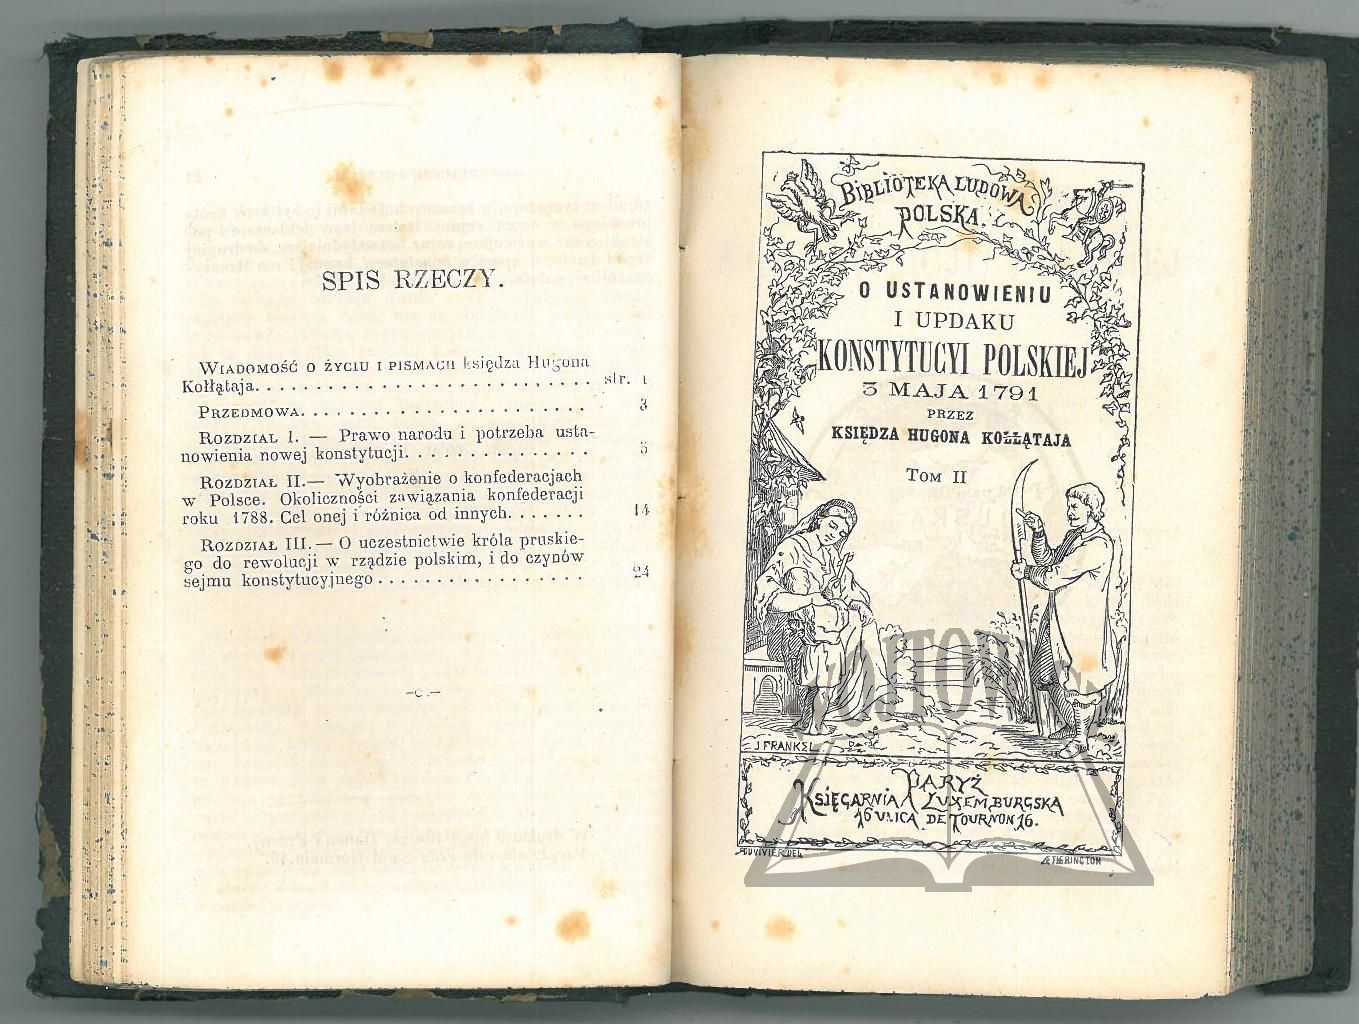 SPIS RZECZY.
WIADOMOŚĆ O ŻYCIU I PISMACH księdza Hugona
Kołłątaja. . . . . . . . . . . . . . . . . . . . . . . . . . . . . . str. 1
PRZEDMOWA. . . . . . . . . . . . . . . . . . . . . . . . 3
ROZDZIAL I. — Prawo narodu i potrzeba usta-
nowienia nowej konstytucji. . . . . . . . . . . . . . . . 5
ROZDZIAŁ II.— Wyobrażenie o konfederacjach
w Polsce. Okoliczności zawiązania konfederacji
roku 1788. Cel onej i różnica od innych. . . . . . . 14
ROZDZIAŁ III. — O uczestnictwie króla pruskie-
go do rewolucji w rządzie polskim, i do czynów
sejmu konstytucyjnego . . . . . . . . . . . . . . . . . . 24
BIBLIOTEKA LUDOWA
POLSKA
O USTANOWIENIU
I UPDAKU
KONSTYTUCYI POLSKIEJ
3 MAJA 1791
PRZEZ
KSIĘDZA HUGONA KOŁŁĄTAJA
TOM II
J FRANKEL
PARYŻ
KSIĘGARNIA LUXEMBURGSKA
16 ULICA DE TOURNON 16.
DUVIVIER DEL